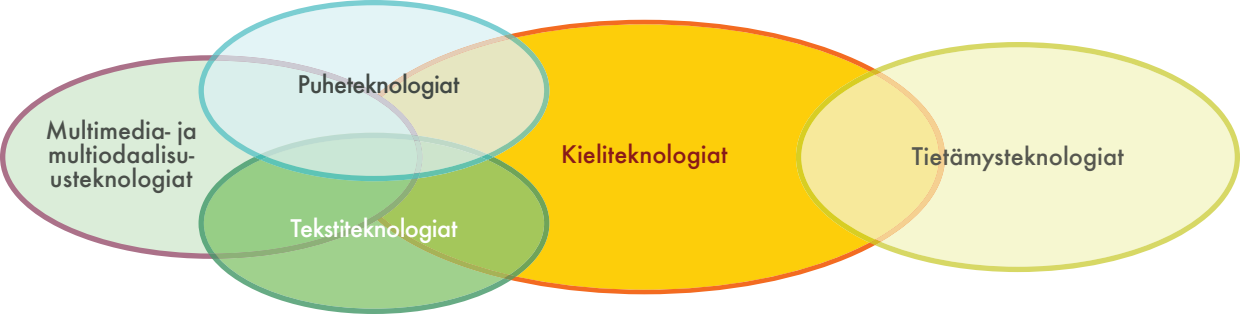 Puheteknologiat
Multimedia- ja
multiodaalisu-
usteknologiat
Kieliteknologiat
Tietämysteknologiat
Tekstiteknologiat